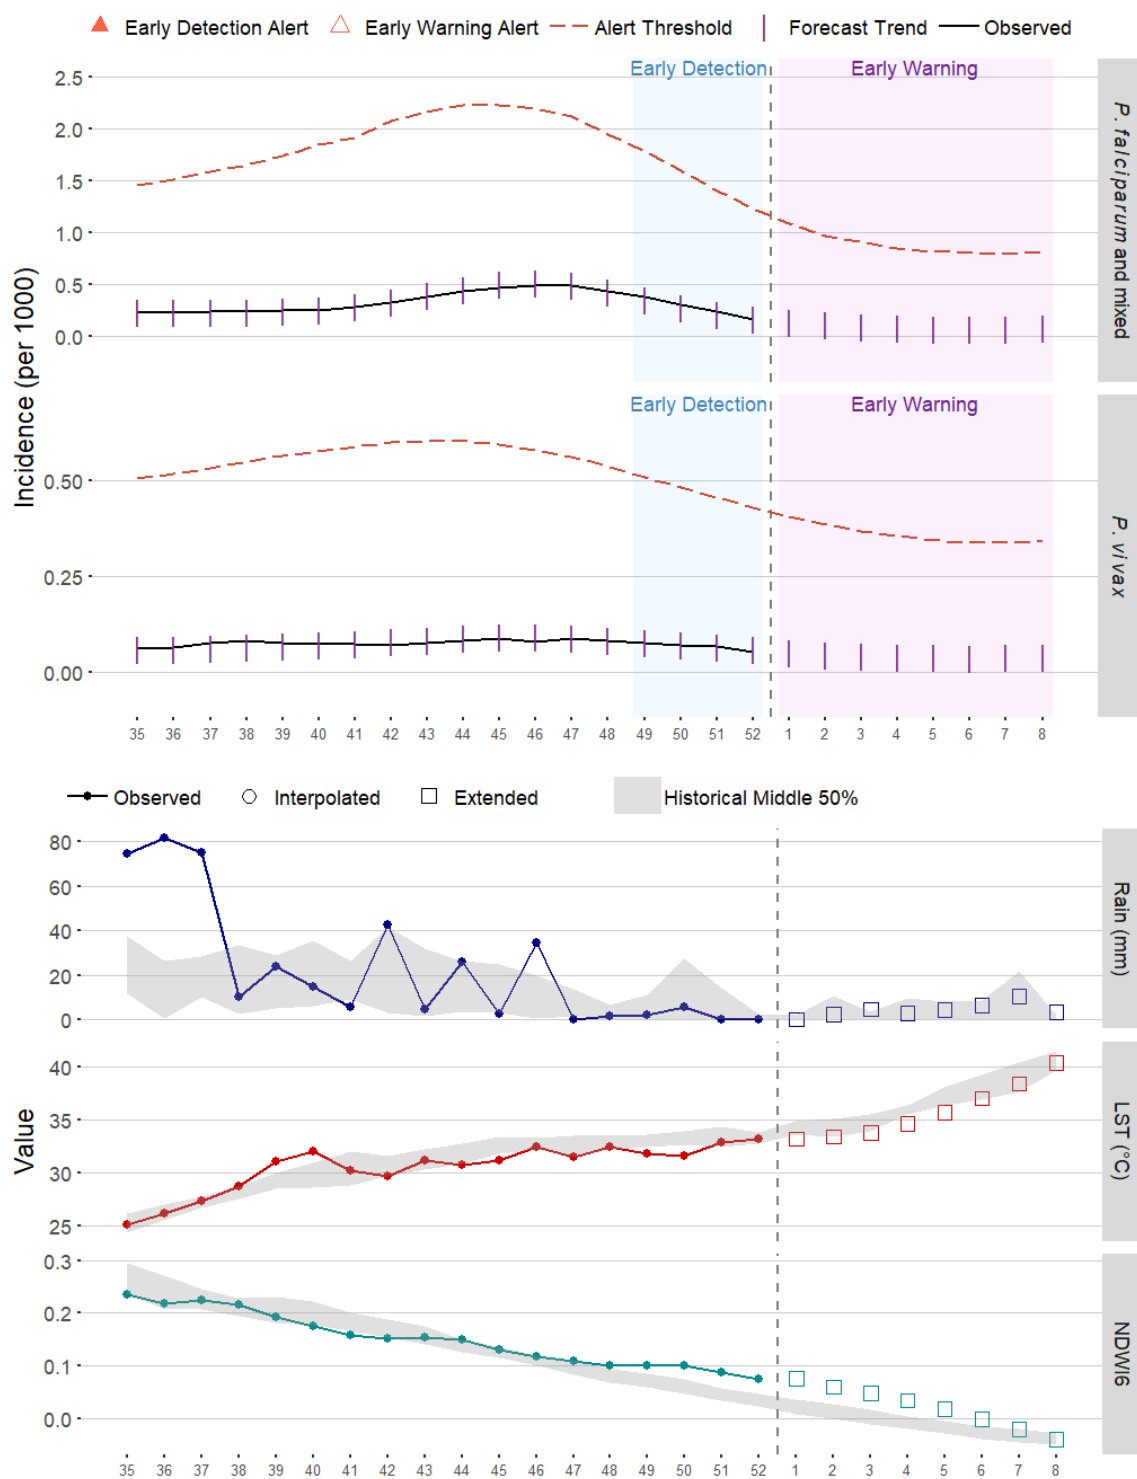 Early Detection Alert Early Warning Alert Alert Threshold Forecast Trend Observed
Early Detection Early Warning
2.5
2.0
1.5
1.0
0.5
0.0
P. falciparum and mixed
Incidence (per 1000)
Early Detection Early Warning
0.50
0.25
0.00
P. vivax
35 36 37 38 39 40 41 42 43 44 45 46 47 48 49 50 51 52 1 2 3 4 5 6 7 8
Observed Interpolated Extended Historical Middle 50%
80
60
40
20
0
Rain (mm)
Value
40
35
30
25
LST (°C)
0.3
0.2
0.1
0.0
NDWI6
35 36 37 38 39 40 41 42 43 44 45 46 47 48 49 50 51 52 1 2 3 4 5 6 7 8